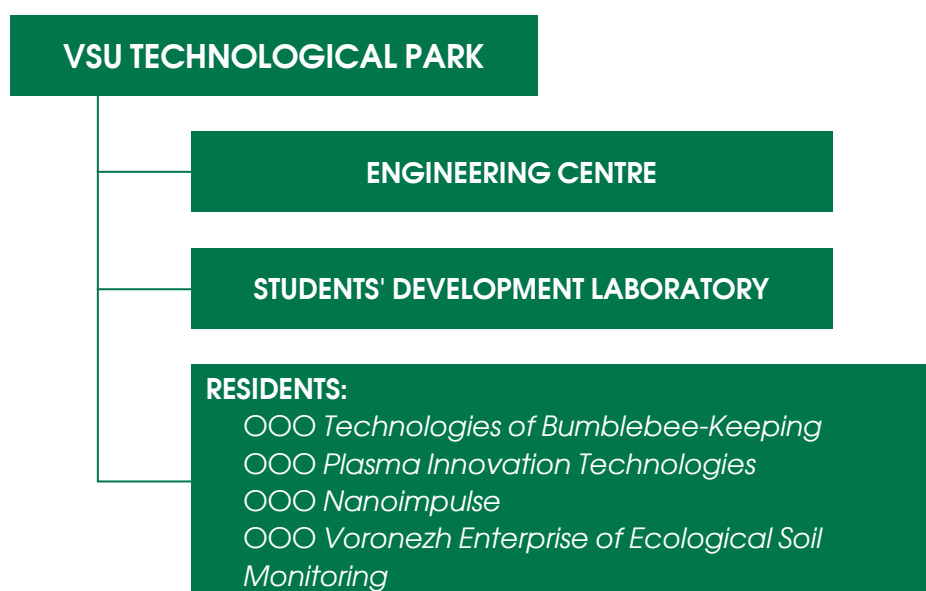 VSU TECHNOLOGICAL PARK
ENGINEERING CENTRE
STUDENTS' DEVELOPMENT LABORATORY
RESIDENTS:
OOO Technologies of Bumblebee-Keeping
OOO Plasma Innovation Technologies
OOO Nanoimpulse
OOO Voronezh Enterprise of Ecological Soil
Monitoring